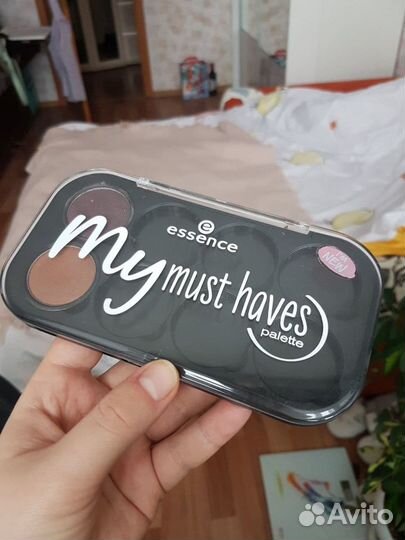 essence
my must haves
palette
I'M NEW
Avito